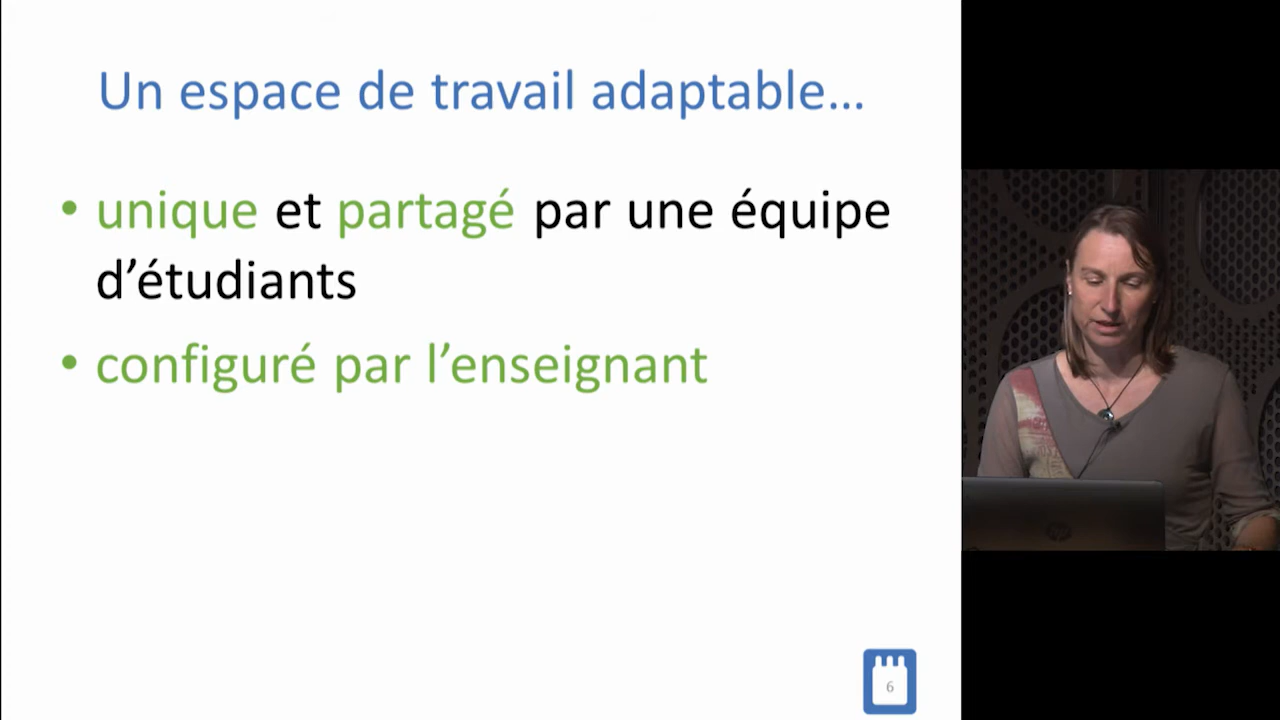 Un espace de travail adaptable…
• unique et partagé par une équipe
d’étudiants
• configuré par l’enseignant
6